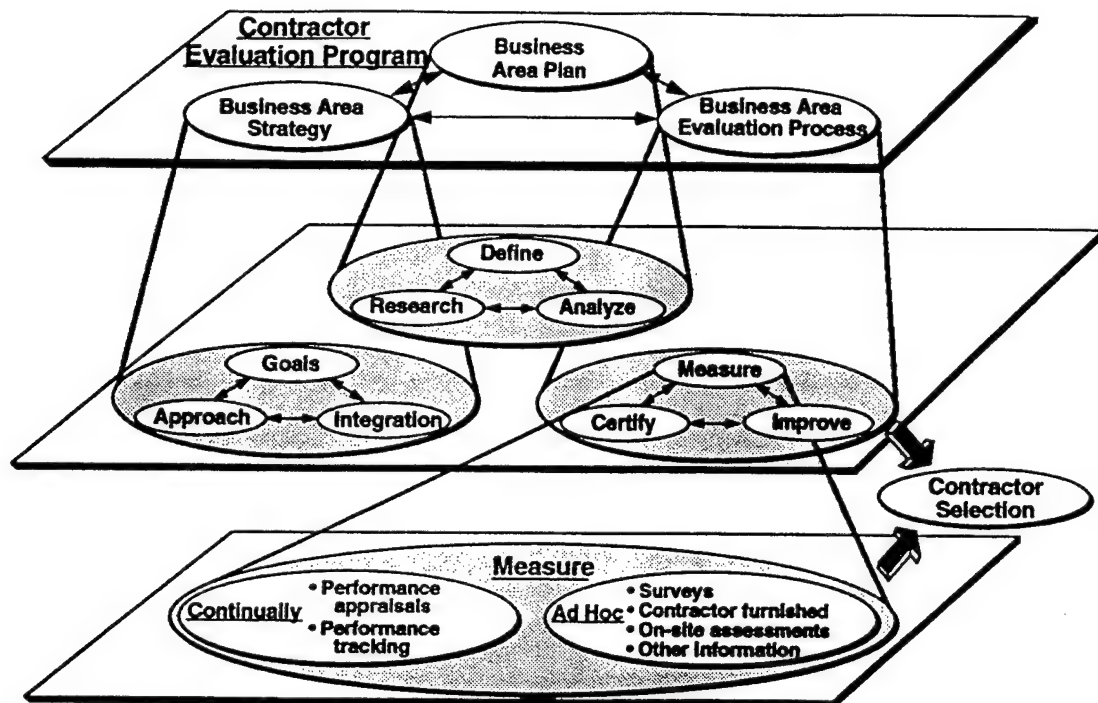 Contractor
Evaluation Program
Business
Area Plan
Business Area
Strategy
Business Area
Evaluation Process
Define
Research
Analyze
Goals
Approach
Integration
Measure
Certify
Improve
Contractor
Selection
Measure
Continually
• Performance
appraisals
• Performance
tracking
Ad Hoc
• Surveys
• Contractor furnished
• On-site assessments
• Other Information